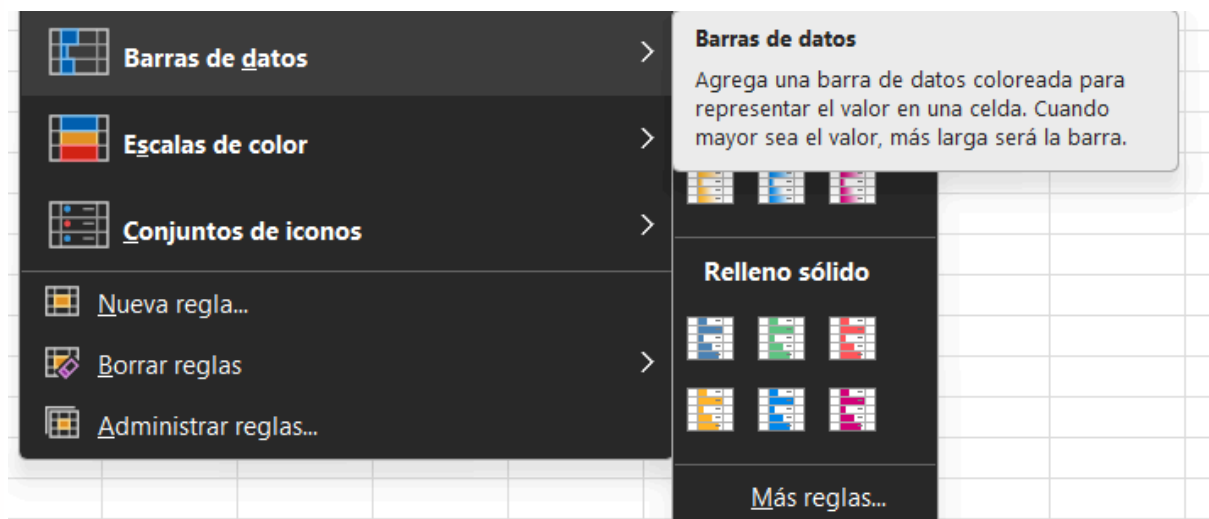 Barras de datos
Escalas de color
Conjuntos de iconos
Nueva regla...
Borrar reglas
Administrar reglas...
Barras de datos
Agrega una barra de datos coloreada para
representar el valor en una celda. Cuando
mayor sea el valor, más larga será la barra.
Relleno sólido
Más reglas...